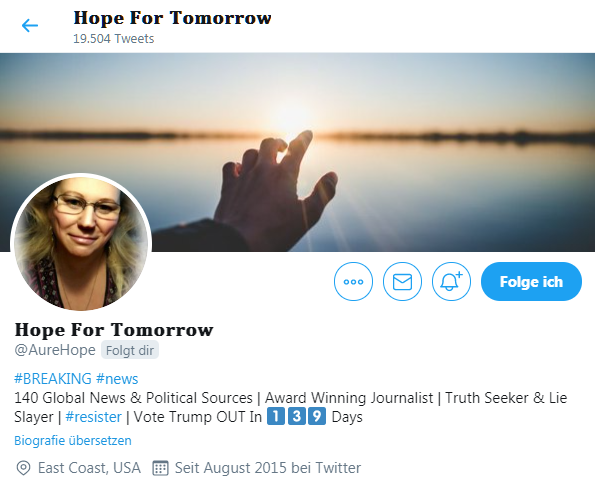 Hope For Tomorrow
19.504 Tweets
Folge ich
Hope For Tomorrow
@AureHope Folgt dir
#BREAKING #news
140 Global News & Political Sources | Award Winning Journalist | Truth Seeker & Lie
Slayer | #resister | Vote Trump OUT In 1️⃣3️⃣9️⃣ Days
Biografie übersetzen
East Coast, USA Seit August 2015 bei Twitter